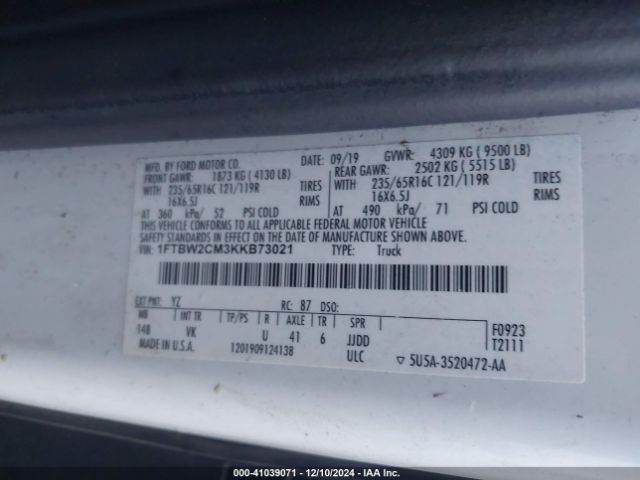 MFD. BY FORD MOTOR CO.
DATE: 09/19 GVWR: 4309 KG ( 9500 LB)
FRONT GAWR: 1873 KG ( 4130 LB)
REAR GAWR: 2502 KG ( 5515 LB)
WITH 235/65R16C 121/119R TIRES
16X6.5J RIMS
AT 360 kPa/ 52 PSI COLD
WITH 235/65R16C 121/119R TIRES
16X6.5J RIMS
AT 490 kPa/ 71 PSI COLD
THIS VEHICLE CONFORMS TO ALL APPLICABLE FEDERAL MOTOR VEHICLE
SAFETY STANDARDS IN EFFECT ON THE DATE OF MANUFACTURE SHOWN ABOVE.
VIN: 1FTBW2CM3KKB73021 TYPE: Truck
EXT PNT: YZ RC: 87 DSO:
WB INT TR TP/PS R AXLE TR SPR
148 VK U 41 6 JJDD
ULC
MADE IN U.S.A. 1201909124138
F0923
T2111
▽ 5U5A-3520472-AA
000-41039071 - 12/10/2024 - IAA Inc.